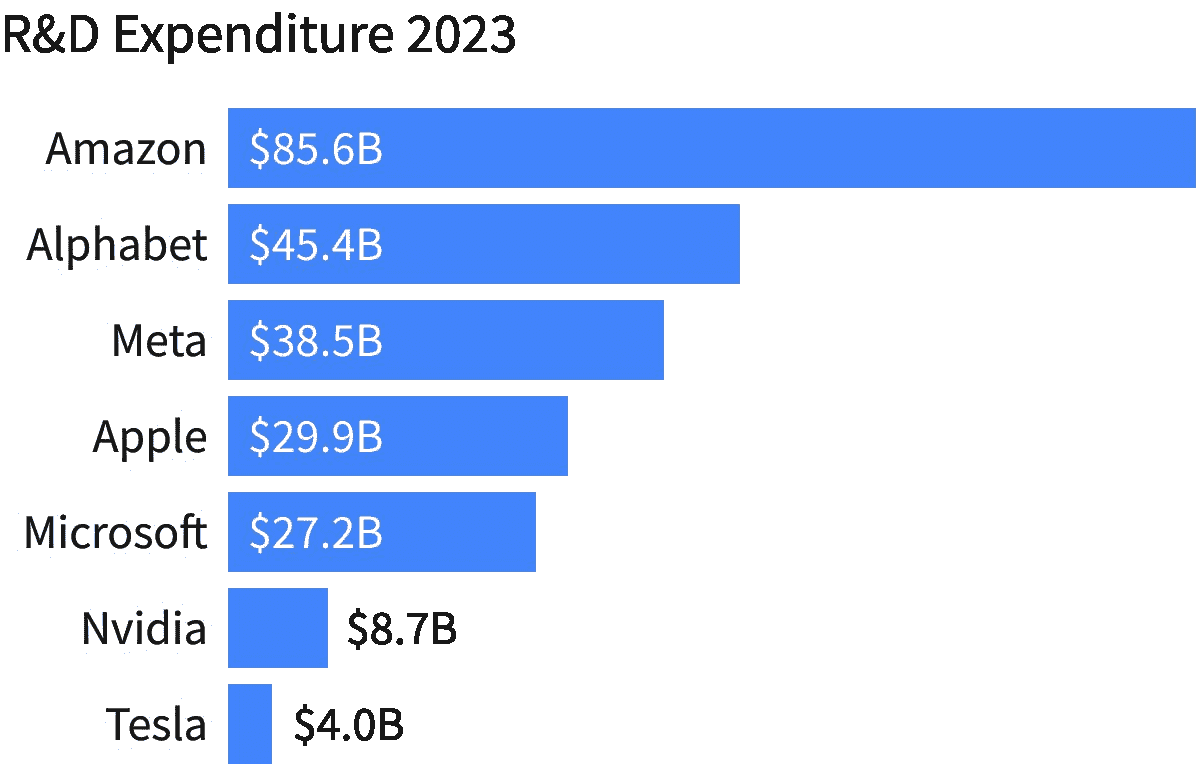 R&D Expenditure 2023
Amazon $85.6B
Alphabet $45.4B
Meta $38.5B
Apple $29.9B
Microsoft $27.2B
Nvidia $8.7B
Tesla $4.0B